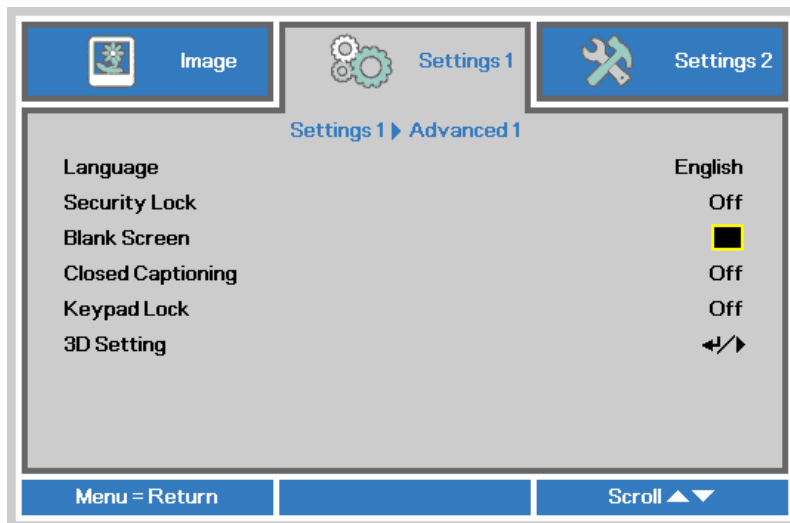 Image
Settings 1
Settings 2
Settings 1 ▶ Advanced 1
Language English
Security Lock Off
Blank Screen
Closed Captioning Off
Keypad Lock Off
3D Setting ↵/▶
Menu = Return
Scroll ▲▼